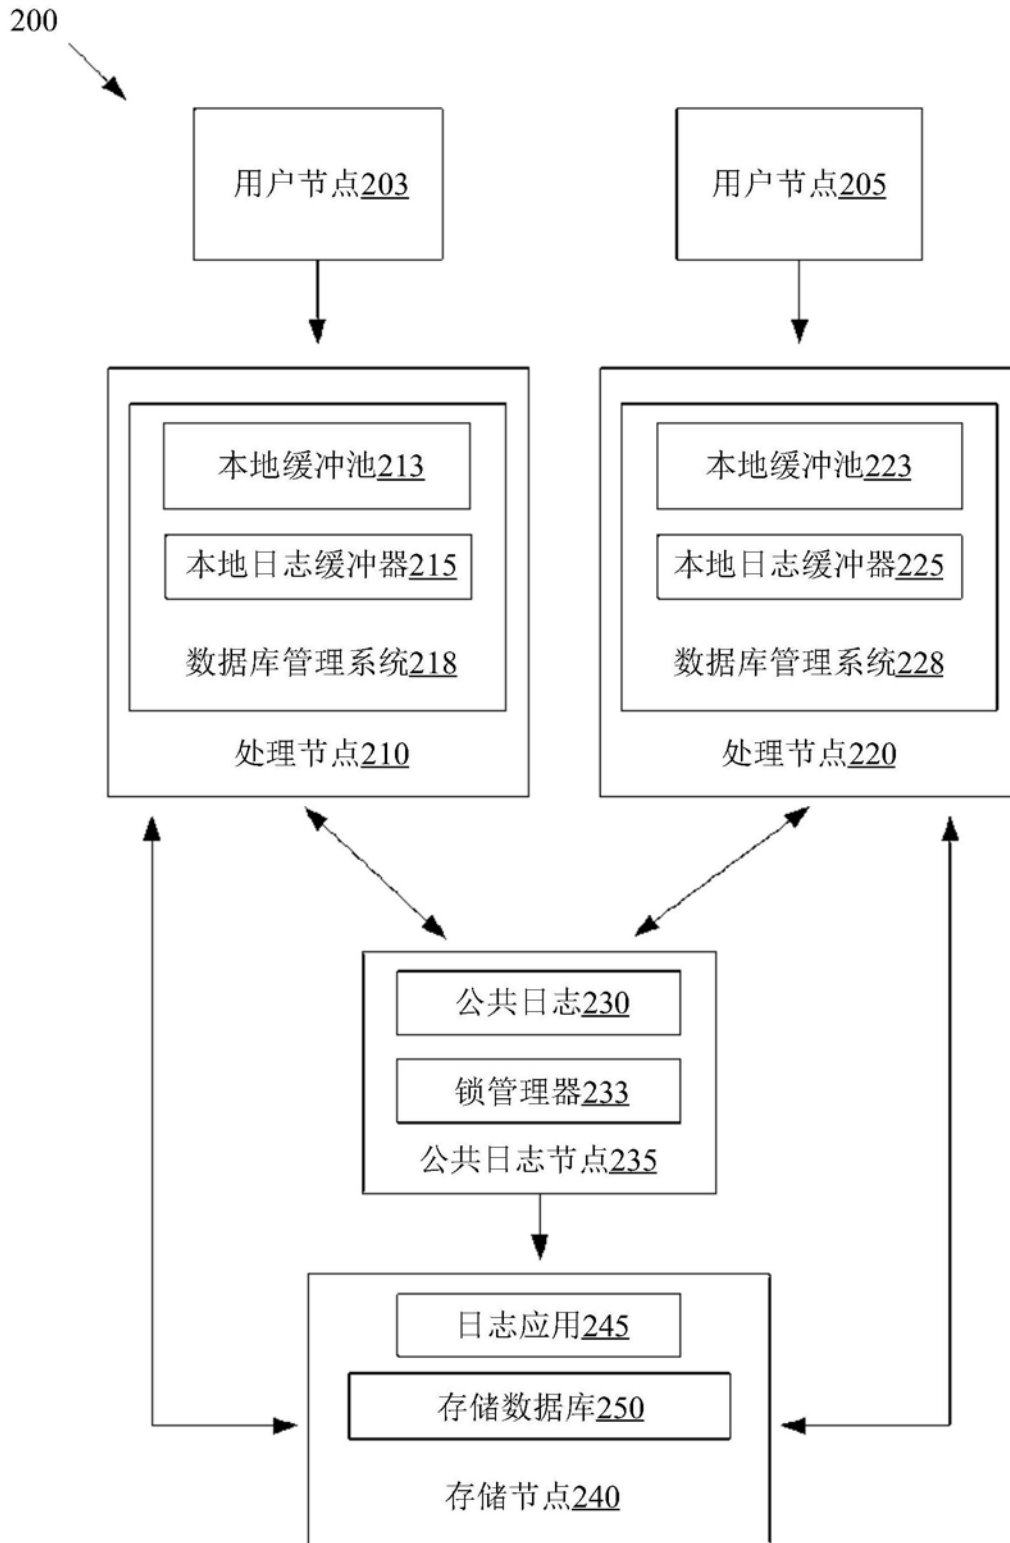 200
用户节点203
用户节点205
本地缓冲池213
本地日志缓冲器215
数据库管理系统218
处理节点210
本地缓冲池223
本地日志缓冲器225
数据库管理系统228
处理节点220
公共日志230
锁管理器233
公共日志节点235
日志应用245
存储数据库250
存储节点240